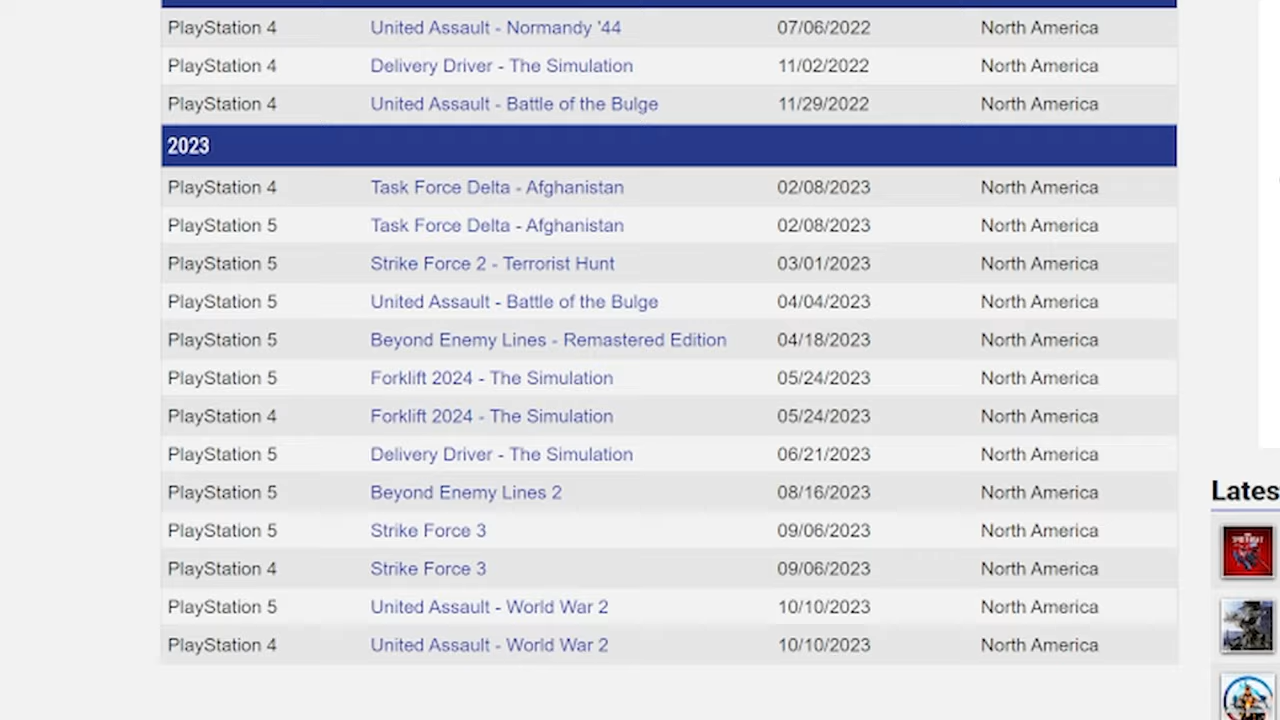 PlayStation 4 United Assault - Normandy '44 07/06/2022 North America
PlayStation 4 Delivery Driver - The Simulation 11/02/2022 North America
PlayStation 4 United Assault - Battle of the Bulge 11/29/2022 North America
2023
PlayStation 4 Task Force Delta - Afghanistan 02/08/2023 North America
PlayStation 5 Task Force Delta - Afghanistan 02/08/2023 North America
PlayStation 5 Strike Force 2 - Terrorist Hunt 03/01/2023 North America
PlayStation 5 United Assault - Battle of the Bulge 04/04/2023 North America
PlayStation 5 Beyond Enemy Lines - Remastered Edition 04/18/2023 North America
PlayStation 5 Forklift 2024 - The Simulation 05/24/2023 North America
PlayStation 4 Forklift 2024 - The Simulation 05/24/2023 North America
PlayStation 5 Delivery Driver - The Simulation 06/21/2023 North America
PlayStation 5 Beyond Enemy Lines 2 08/16/2023 North America
PlayStation 5 Strike Force 3 09/06/2023 North America
PlayStation 4 Strike Force 3 09/06/2023 North America
PlayStation 5 United Assault - World War 2 10/10/2023 North America
PlayStation 4 United Assault - World War 2 10/10/2023 North America
Lates